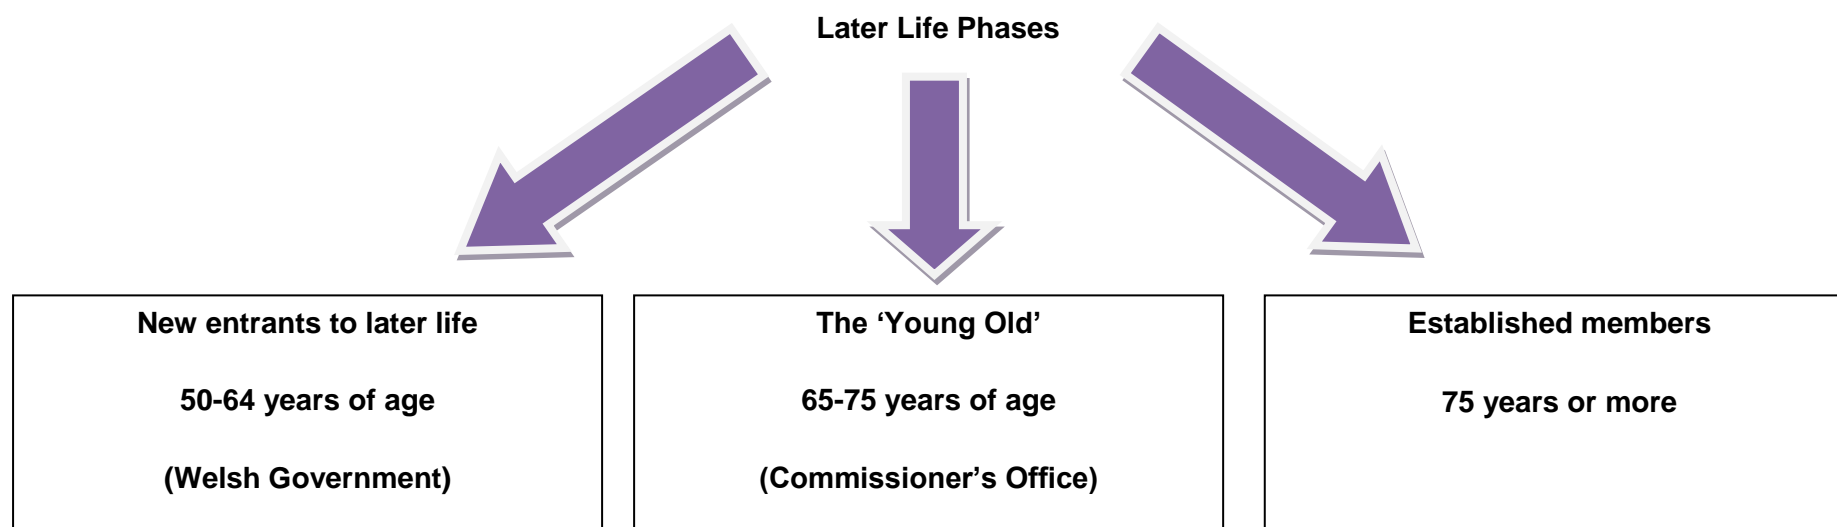 Later Life Phases
New entrants to later life
50-64 years of age
(Welsh Government)
The ‘Young Old’
65-75 years of age
(Commissioner’s Office)
Established members
75 years or more